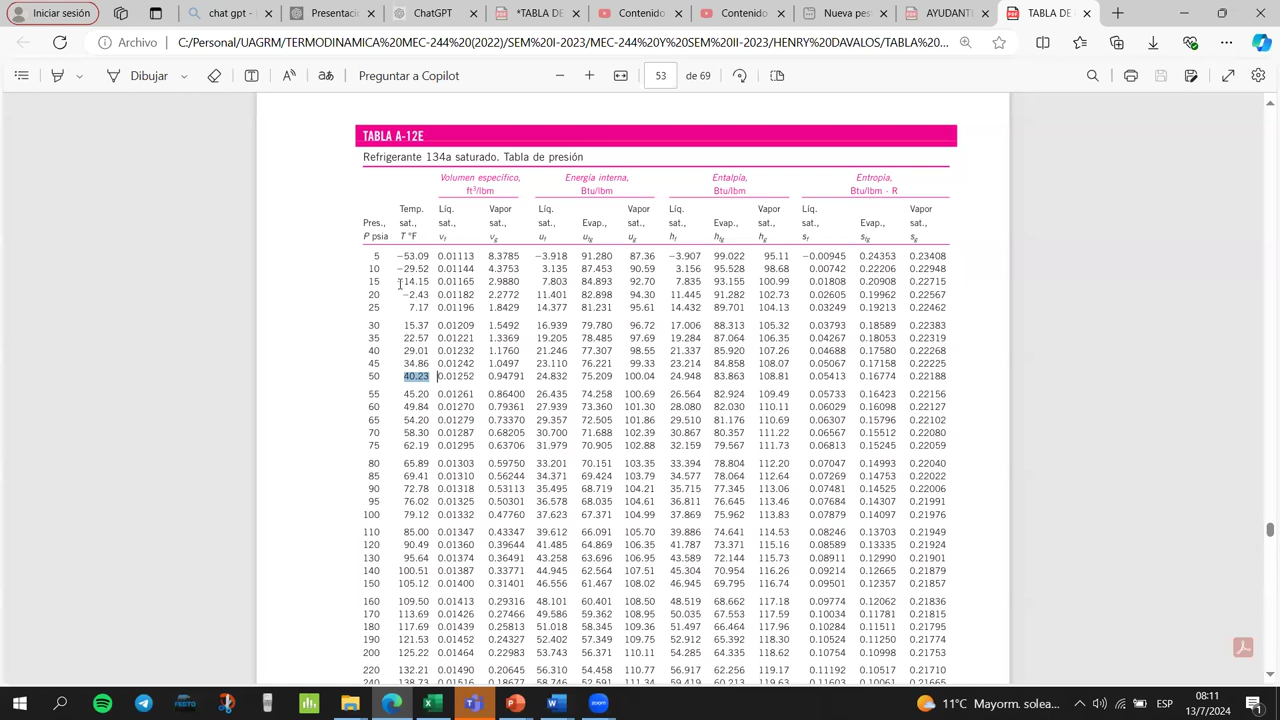 Iniciar sesión
chat gpt -
Presentacio
ChatGPT
*TABLA DE
Contenido
Contenido
Nueva pes
AYUDANTI
TABLA DE
Archivo
C:/Personal/UAGRM/TERMODINAMICA%20MEC-244%20(2022)/SEM%20I-2023/MEC-244%20Y%20SEM%20II-2023/HENRY%20DAVALOS/TABLA%20...
Dibujar
Preguntar a Copilot
53 de 69
TABLA A-12E
Refrigerante 134a saturado. Tabla de presión
Volumen específico, Energía interna, Entalpía, Entropía,
ft³/lbm Btu/lbm Btu/lbm Btu/lbm · R
Temp. Líq. Vapor Líq. Vapor Líq. Vapor Líq. Vapor
Pres., sat., sat., sat., sat., Evap., sat., sat., Evap., sat., sat., Evap., sat.,
P psia T °F vf vg uf ufg ug hf hfg hg sf sfg sg
5 −53.09 0.01113 8.3785 −3.918 91.280 87.36 −3.907 99.022 95.11 −0.00945 0.24353 0.23408
10 −29.52 0.01144 4.3753 3.135 87.453 90.59 3.156 95.528 98.68 0.00742 0.22206 0.22948
15 −14.15 0.01165 2.9880 7.803 84.893 92.70 7.835 93.155 100.99 0.01808 0.20908 0.22715
20 −2.43 0.01182 2.2772 11.401 82.898 94.30 11.445 91.282 102.73 0.02605 0.19962 0.22567
25 7.17 0.01196 1.8429 14.377 81.231 95.61 14.432 89.701 104.13 0.03249 0.19213 0.22462
30 15.37 0.01209 1.5492 16.939 79.780 96.72 17.006 88.313 105.32 0.03793 0.18589 0.22383
35 22.57 0.01221 1.3369 19.205 78.485 97.69 19.284 87.064 106.35 0.04267 0.18053 0.22319
40 29.01 0.01232 1.1760 21.246 77.307 98.55 21.337 85.920 107.26 0.04688 0.17580 0.22268
45 34.86 0.01242 1.0497 23.110 76.221 99.33 23.214 84.858 108.07 0.05067 0.17158 0.22225
50 40.23 0.01252 0.94791 24.832 75.209 100.04 24.948 83.863 108.81 0.05413 0.16774 0.22188
55 45.20 0.01261 0.86400 26.435 74.258 100.69 26.564 82.924 109.49 0.05733 0.16423 0.22156
60 49.84 0.01270 0.79361 27.939 73.360 101.30 28.080 82.030 110.11 0.06029 0.16098 0.22127
65 54.20 0.01279 0.73370 29.357 72.505 101.86 29.510 81.176 110.69 0.06307 0.15796 0.22102
70 58.30 0.01287 0.68205 30.700 71.688 102.39 30.867 80.357 111.22 0.06567 0.15512 0.22080
75 62.19 0.01295 0.63706 31.979 70.905 102.88 32.159 79.567 111.73 0.06813 0.15245 0.22059
80 65.89 0.01303 0.59750 33.201 70.151 103.35 33.394 78.804 112.20 0.07047 0.14993 0.22040
85 69.41 0.01310 0.56244 34.371 69.424 103.79 34.577 78.064 112.64 0.07269 0.14753 0.22022
90 72.78 0.01318 0.53113 35.495 68.719 104.21 35.715 77.345 113.06 0.07481 0.14525 0.22006
95 76.02 0.01325 0.50301 36.578 68.035 104.61 36.811 76.645 113.46 0.07684 0.14307 0.21991
100 79.12 0.01332 0.47760 37.623 67.371 104.99 37.869 75.962 113.83 0.07879 0.14097 0.21976
110 85.00 0.01347 0.43347 39.612 66.091 105.70 39.886 74.641 114.53 0.08246 0.13703 0.21949
120 90.49 0.01360 0.39644 41.485 64.869 106.35 41.787 73.371 115.16 0.08589 0.13335 0.21924
130 95.64 0.01374 0.36491 43.258 63.696 106.95 43.589 72.144 115.73 0.08911 0.12990 0.21901
140 100.51 0.01387 0.33771 44.945 62.564 107.51 45.304 70.954 116.26 0.09214 0.12665 0.21879
150 105.12 0.01400 0.31401 46.556 61.467 108.02 46.945 69.795 116.74 0.09501 0.12357 0.21857
160 109.50 0.01413 0.29316 48.101 60.401 108.50 48.519 68.662 117.18 0.09774 0.12062 0.21836
170 113.69 0.01426 0.27466 49.586 59.362 108.95 50.035 67.553 117.59 0.10034 0.11781 0.21815
180 117.69 0.01439 0.25813 51.018 58.345 109.36 51.497 66.464 117.96 0.10284 0.11511 0.21795
190 121.53 0.01452 0.24327 52.402 57.349 109.75 52.912 65.392 118.30 0.10524 0.11250 0.21774
200 125.22 0.01464 0.22983 53.743 56.371 110.11 54.285 64.335 118.62 0.10754 0.10998 0.21753
220 132.21 0.01490 0.20645 56.310 54.458 110.77 56.917 62.256 119.17 0.11192 0.10517 0.21710
240 138.73 0.01516 0.18677 58.746 52.591 111.34 59.419 60.213 119.63 0.11603 0.10061 0.21665
11°C Mayorm. solea...
ESP
08:11
13/7/2024